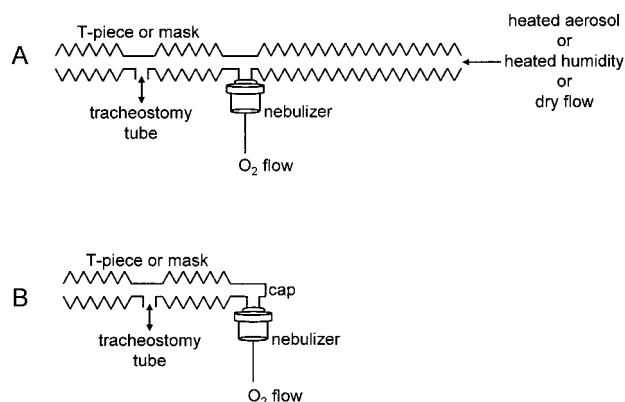 A
T-piece or mask
heated aerosol
or
heated humidity
or
dry flow
tracheostomy
tube
nebulizer
O₂ flow
B
T-piece or mask
cap
tracheostomy
tube
nebulizer
O₂ flow